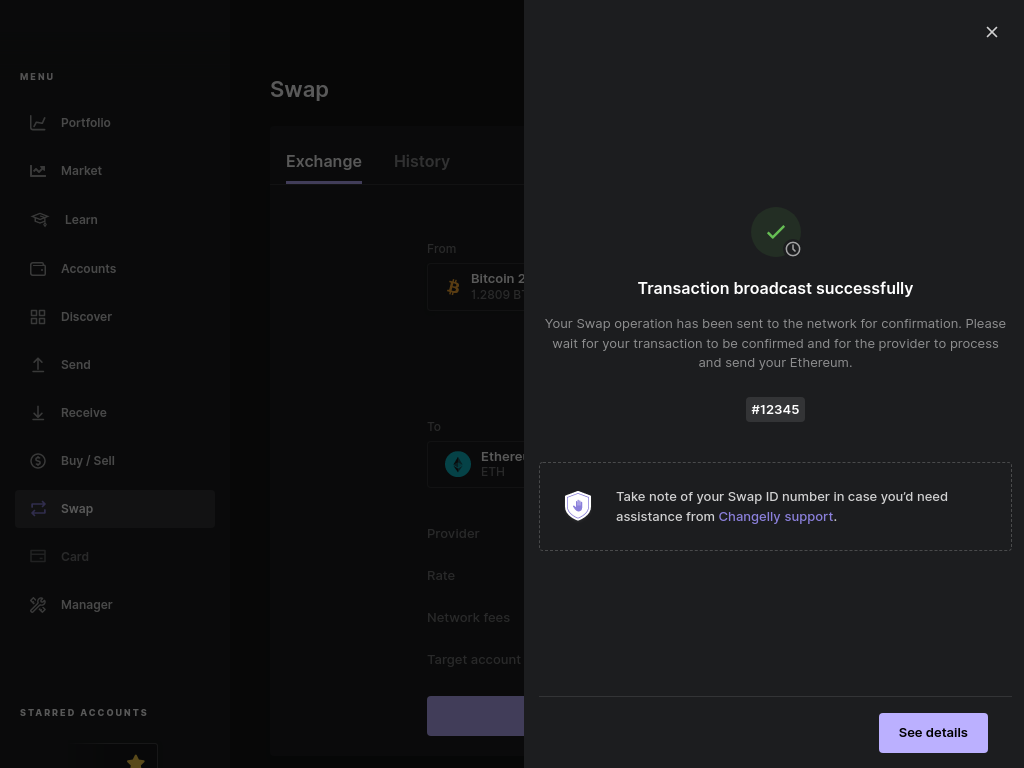 MENU
Portfolio
Market
Learn
Accounts
Discover
Send
Receive
Buy / Sell
Swap
Card
Manager
STARRED ACCOUNTS
Swap
Exchange
History
From
Bitcoin 2
1.2809
To
ETH
Provider
Rate
Network fees
Target account
Transaction broadcast successfully
Your Swap operation has been sent to the network for confirmation. Please
wait for your transaction to be confirmed and for the provider to process
and send your Ethereum.
#12345
Take note of your Swap ID number in case you’d need
assistance from Changelly support.
See details